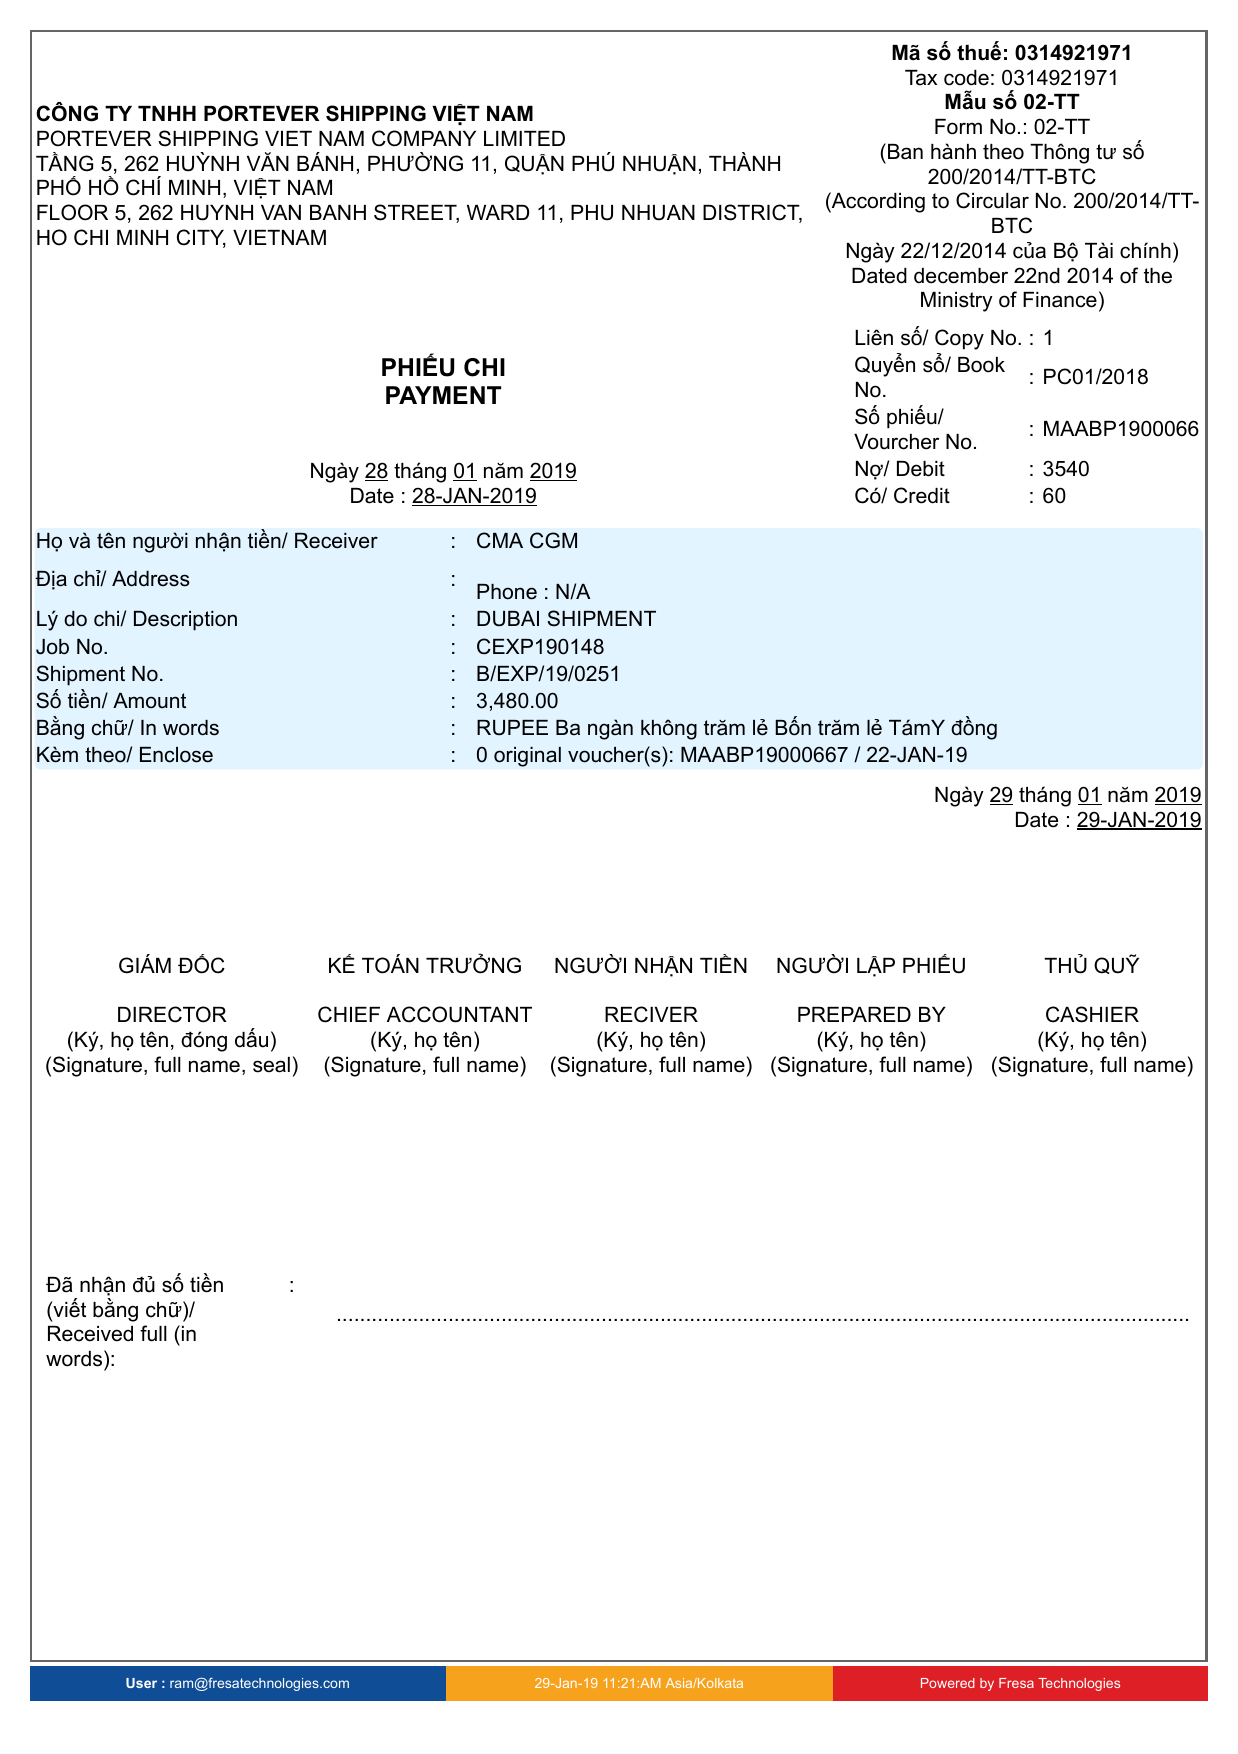 Mã số thuế: 0314921971
Tax code: 0314921971
Mẫu số 02-TT
Form No.: 02-TT
(Ban hành theo Thông tư số
200/2014/TT-BTC
(According to Circular No. 200/2014/TT-
BTC
Ngày 22/12/2014 của Bộ Tài chính)
Dated december 22nd 2014 of the
Ministry of Finance)
CÔNG TY TNHH PORTEVER SHIPPING VIỆT NAM
PORTEVER SHIPPING VIET NAM COMPANY LIMITED
TẦNG 5, 262 HUỲNH VĂN BÁNH, PHƯỜNG 11, QUẬN PHÚ NHUẬN, THÀNH
PHỐ HỒ CHÍ MINH, VIỆT NAM
FLOOR 5, 262 HUYNH VAN BANH STREET, WARD 11, PHU NHUAN DISTRICT,
HO CHI MINH CITY, VIETNAM
PHIẾU CHI
PAYMENT
Ngày 28 tháng 01 năm 2019
Date : 28-JAN-2019
Liên số/ Copy No. : 1
Quyển sổ/ Book
No. : PC01/2018
Số phiếu/
Vourcher No. : MAABP1900066
Nợ/ Debit : 3540
Có/ Credit : 60
Họ và tên người nhận tiền/ Receiver : CMA CGM
Địa chỉ/ Address :
Phone : N/A
Lý do chi/ Description : DUBAI SHIPMENT
Job No. : CEXP190148
Shipment No. : B/EXP/19/0251
Số tiền/ Amount : 3,480.00
Bằng chữ/ In words : RUPEE Ba ngàn không trăm lẻ Bốn trăm lẻ TámY đồng
Kèm theo/ Enclose : 0 original voucher(s): MAABP19000667 / 22-JAN-19
Ngày 29 tháng 01 năm 2019
Date : 29-JAN-2019
GIÁM ĐỐC KẾ TOÁN TRƯỞNG NGƯỜI NHẬN TIỀN NGƯỜI LẬP PHIẾU THỦ QUỸ
DIRECTOR CHIEF ACCOUNTANT RECIVER PREPARED BY CASHIER
(Ký, họ tên, đóng dấu) (Ký, họ tên) (Ký, họ tên) (Ký, họ tên) (Ký, họ tên)
(Signature, full name, seal) (Signature, full name) (Signature, full name) (Signature, full name) (Signature, full name)
Đã nhận đủ số tiền :
(viết bằng chữ)/
Received full (in
words):
User : ram@fresatechnologies.com 29-Jan-19 11:21:AM Asia/Kolkata Powered by Fresa Technologies